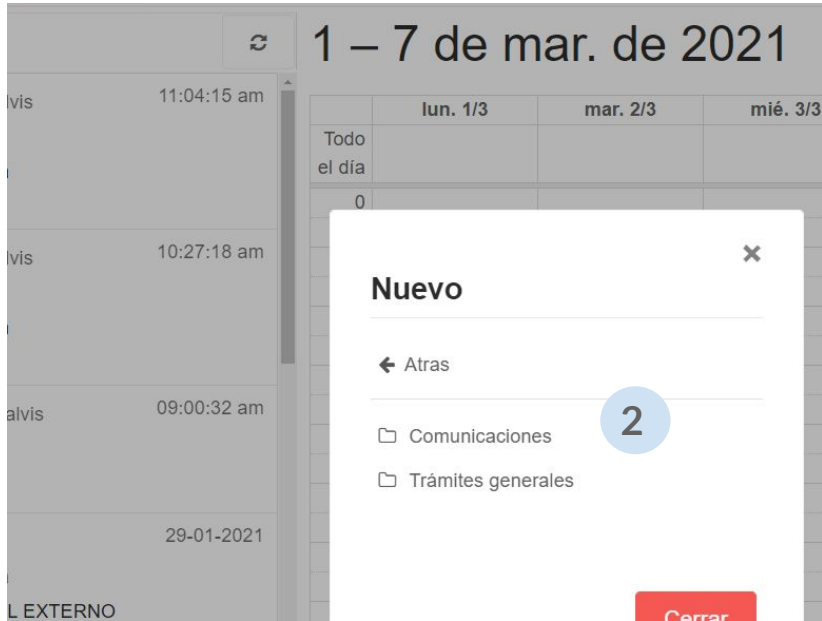 1 – 7 de mar. de 2021
lvis 11:04:15 am
lvis 10:27:18 am
alvis 09:00:32 am
29-01-2021
L EXTERNO
lun. 1/3 mar. 2/3 mié. 3/3
Todo
el día
0
Nuevo
Atras
Comunicaciones
2
Trámites generales
Cerrar